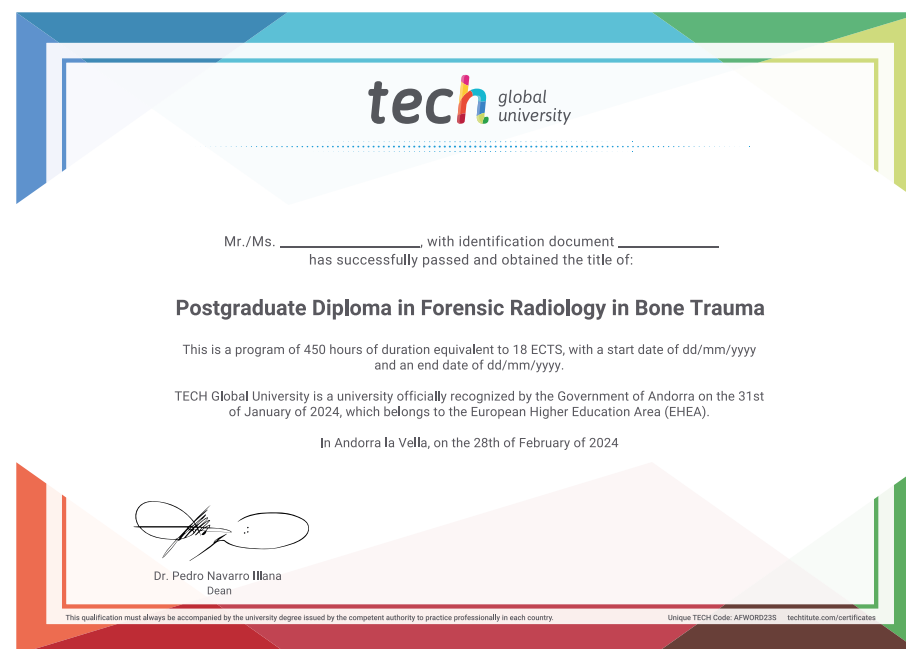 tech global
university
Mr./Ms. ____________________, with identification document ______________
has successfully passed and obtained the title of:
Postgraduate Diploma in Forensic Radiology in Bone Trauma
This is a program of 450 hours of duration equivalent to 18 ECTS, with a start date of dd/mm/yyyy
and an end date of dd/mm/yyyy.
TECH Global University is a university officially recognized by the Government of Andorra on the 31st
of January of 2024, which belongs to the European Higher Education Area (EHEA).
In Andorra la Vella, on the 28th of February of 2024
Dr. Pedro Navarro Illana
Dean
This qualification must always be accompanied by the university degree issued by the competent authority to practice professionally in each country.
Unique TECH Code: AFWORD23S techtitute.com/certificates